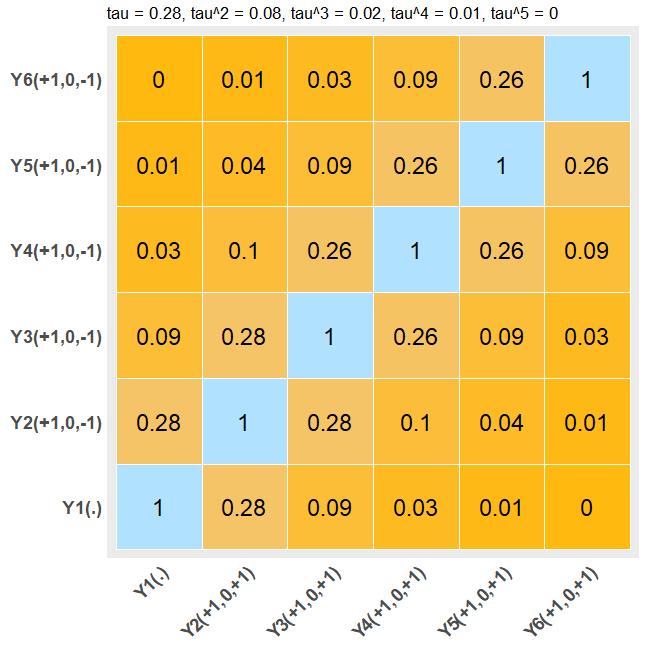 tau = 0.28, tau^2 = 0.08, tau^3 = 0.02, tau^4 = 0.01, tau^5 = 0
Y6(+1,0,-1) 0 0.01 0.03 0.09 0.26 1
Y5(+1,0,-1) 0.01 0.04 0.09 0.26 1 0.26
Y4(+1,0,-1) 0.03 0.1 0.26 1 0.26 0.09
Y3(+1,0,-1) 0.09 0.28 1 0.26 0.09 0.03
Y2(+1,0,-1) 0.28 1 0.28 0.1 0.04 0.01
Y1(.) 1 0.28 0.09 0.03 0.01 0
Y1(.) Y2(+1,0,+1) Y3(+1,0,+1) Y4(+1,0,+1) Y5(+1,0,+1) Y6(+1,0,+1)